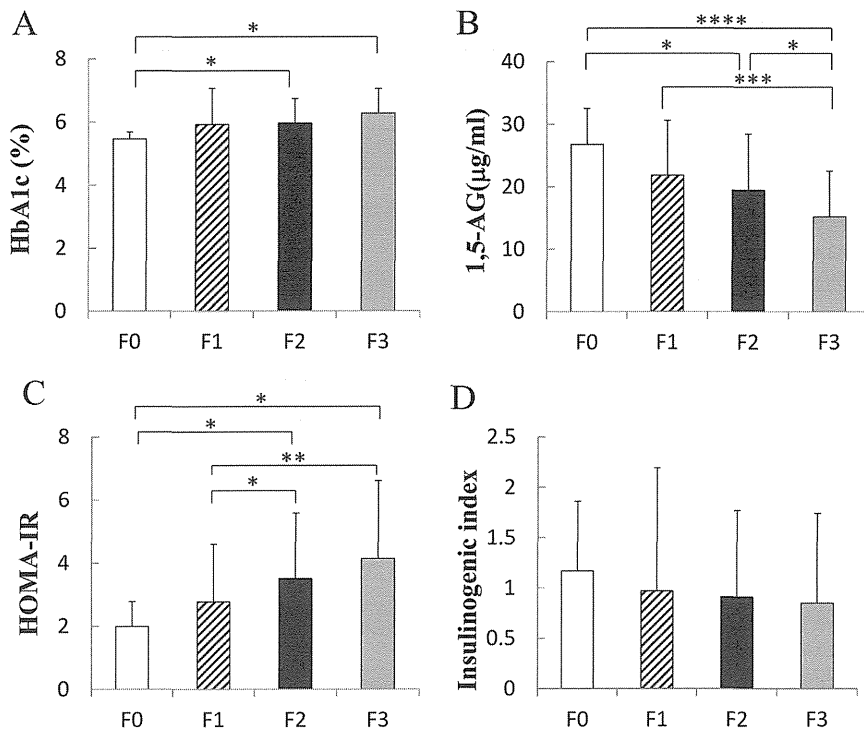 A
HbA1c (%)
8
6
4
2
0
*
*
F0 F1 F2 F3
B
1,5-AG(µg/ml)
40
30
20
10
0
****
* *
***
F0 F1 F2 F3
C
HOMA-IR
8
6
4
2
0
*
*
**
*
F0 F1 F2 F3
D
Insulinogenic index
2.5
2
1.5
1
0.5
0
F0 F1 F2 F3